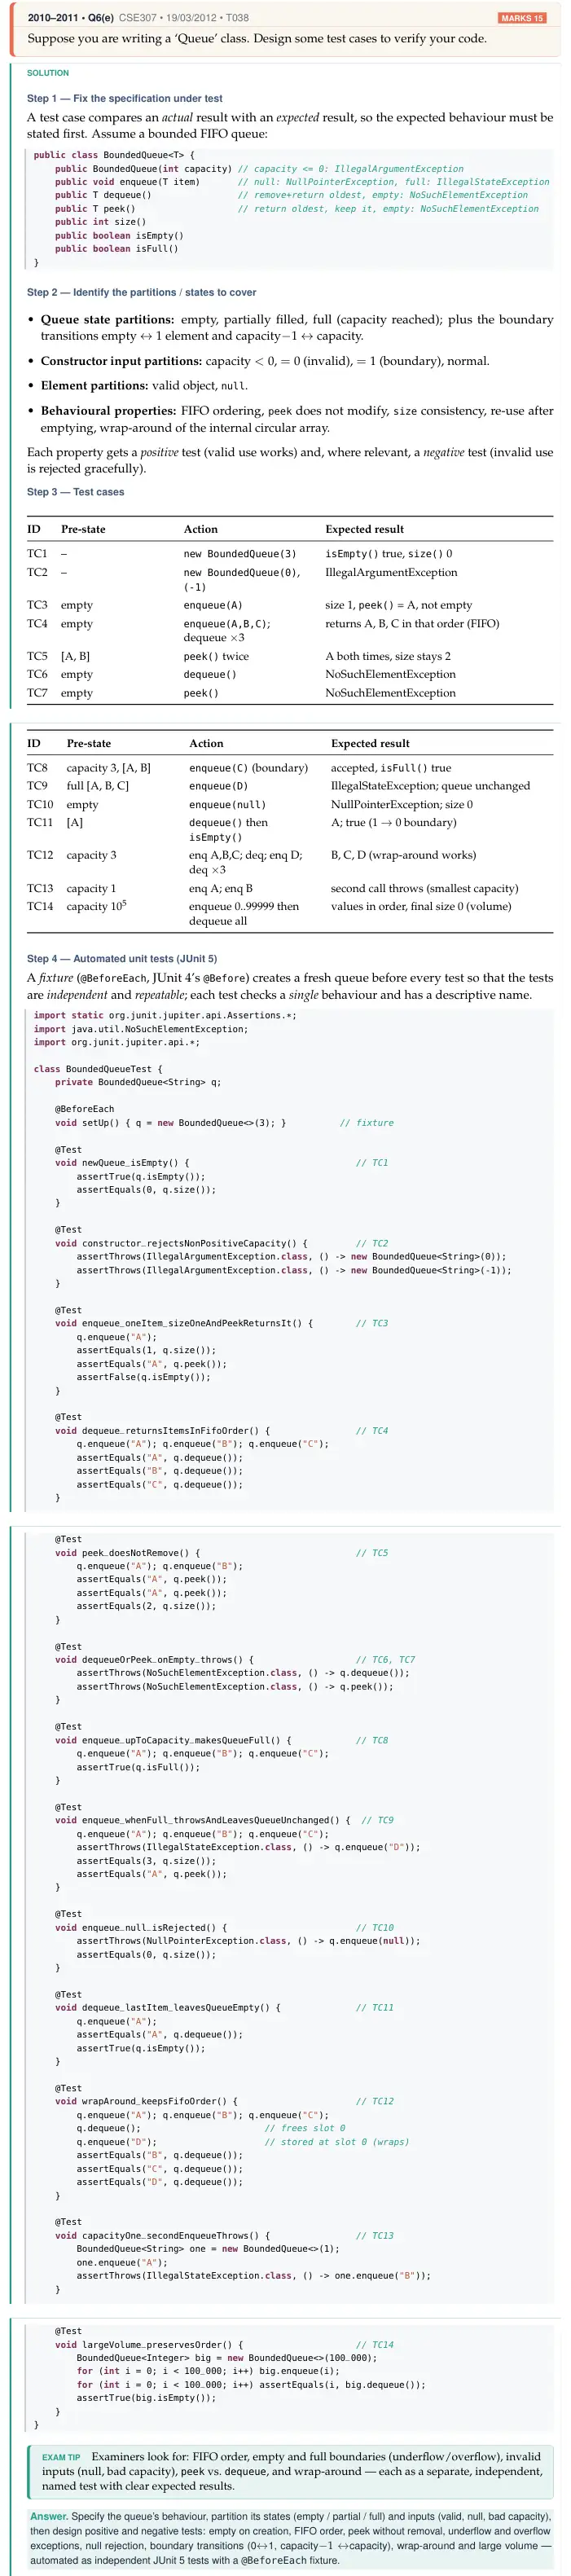 2010–2011 • Q6(e) CSE307 • 19/03/2012 • T038
MARKS 15
Suppose you are writing a ‘Queue’ class. Design some test cases to verify your code.
SOLUTION
Step 1 — Fix the specification under test
A test case compares an actual result with an expected result, so the expected behaviour must be
stated first. Assume a bounded FIFO queue:
public class BoundedQueue<T> {
    public BoundedQueue(int capacity) // capacity <= 0: IllegalArgumentException
    public void enqueue(T item)       // null: NullPointerException, full: IllegalStateException
    public T dequeue()                // remove+return oldest, empty: NoSuchElementException
    public T peek()                   // return oldest, keep it, empty: NoSuchElementException
    public int size()
    public boolean isEmpty()
    public boolean isFull()
}
Step 2 — Identify the partitions / states to cover
• Queue state partitions: empty, partially filled, full (capacity reached); plus the boundary
transitions empty ↔ 1 element and capacity−1 ↔ capacity.
• Constructor input partitions: capacity < 0, = 0 (invalid), = 1 (boundary), normal.
• Element partitions: valid object, null.
• Behavioural properties: FIFO ordering, peek does not modify, size consistency, re-use after
emptying, wrap-around of the internal circular array.
Each property gets a positive test (valid use works) and, where relevant, a negative test (invalid use
is rejected gracefully).
Step 3 — Test cases
ID Pre-state Action Expected result
TC1 – new BoundedQueue(3) isEmpty() true, size() 0
TC2 – new BoundedQueue(0), IllegalArgumentException
(-1)
TC3 empty enqueue(A) size 1, peek() = A, not empty
TC4 empty enqueue(A,B,C); returns A, B, C in that order (FIFO)
dequeue ×3
TC5 [A, B] peek() twice A both times, size stays 2
TC6 empty dequeue() NoSuchElementException
TC7 empty peek() NoSuchElementException
ID Pre-state Action Expected result
TC8 capacity 3, [A, B] enqueue(C) (boundary) accepted, isFull() true
TC9 full [A, B, C] enqueue(D) IllegalStateException; queue unchanged
TC10 empty enqueue(null) NullPointerException; size 0
TC11 [A] dequeue() then A; true (1 → 0 boundary)
isEmpty()
TC12 capacity 3 enq A,B,C; deq; enq D; B, C, D (wrap-around works)
deq ×3
TC13 capacity 1 enq A; enq B second call throws (smallest capacity)
TC14 capacity 10⁵ enqueue 0..99999 then values in order, final size 0 (volume)
dequeue all
Step 4 — Automated unit tests (JUnit 5)
A fixture (@BeforeEach, JUnit 4’s @Before) creates a fresh queue before every test so that the tests
are independent and repeatable; each test checks a single behaviour and has a descriptive name.
import static org.junit.jupiter.api.Assertions.*;
import java.util.NoSuchElementException;
import org.junit.jupiter.api.*;
class BoundedQueueTest {
    private BoundedQueue<String> q;
    @BeforeEach
    void setUp() { q = new BoundedQueue<>(3); }          // fixture
    @Test
    void newQueue_isEmpty() {                               // TC1
        assertTrue(q.isEmpty());
        assertEquals(0, q.size());
    }
    @Test
    void constructor_rejectsNonPositiveCapacity() {         // TC2
        assertThrows(IllegalArgumentException.class, () -> new BoundedQueue<String>(0));
        assertThrows(IllegalArgumentException.class, () -> new BoundedQueue<String>(-1));
    }
    @Test
    void enqueue_oneItem_sizeOneAndPeekReturnsIt() {        // TC3
        q.enqueue("A");
        assertEquals(1, q.size());
        assertEquals("A", q.peek());
        assertFalse(q.isEmpty());
    }
    @Test
    void dequeue_returnsItemsInFifoOrder() {                // TC4
        q.enqueue("A"); q.enqueue("B"); q.enqueue("C");
        assertEquals("A", q.dequeue());
        assertEquals("B", q.dequeue());
        assertEquals("C", q.dequeue());
    }
    @Test
    void peek_doesNotRemove() {                             // TC5
        q.enqueue("A"); q.enqueue("B");
        assertEquals("A", q.peek());
        assertEquals("A", q.peek());
        assertEquals(2, q.size());
    }
    @Test
    void dequeueOrPeek_onEmpty_throws() {                   // TC6, TC7
        assertThrows(NoSuchElementException.class, () -> q.dequeue());
        assertThrows(NoSuchElementException.class, () -> q.peek());
    }
    @Test
    void enqueue_upToCapacity_makesQueueFull() {            // TC8
        q.enqueue("A"); q.enqueue("B"); q.enqueue("C");
        assertTrue(q.isFull());
    }
    @Test
    void enqueue_whenFull_throwsAndLeavesQueueUnchanged() {  // TC9
        q.enqueue("A"); q.enqueue("B"); q.enqueue("C");
        assertThrows(IllegalStateException.class, () -> q.enqueue("D"));
        assertEquals(3, q.size());
        assertEquals("A", q.peek());
    }
    @Test
    void enqueue_null_isRejected() {                        // TC10
        assertThrows(NullPointerException.class, () -> q.enqueue(null));
        assertEquals(0, q.size());
    }
    @Test
    void dequeue_lastItem_leavesQueueEmpty() {              // TC11
        q.enqueue("A");
        assertEquals("A", q.dequeue());
        assertTrue(q.isEmpty());
    }
    @Test
    void wrapAround_keepsFifoOrder() {                      // TC12
        q.enqueue("A"); q.enqueue("B"); q.enqueue("C");
        q.dequeue();                       // frees slot 0
        q.enqueue("D");                    // stored at slot 0 (wraps)
        assertEquals("B", q.dequeue());
        assertEquals("C", q.dequeue());
        assertEquals("D", q.dequeue());
    }
    @Test
    void capacityOne_secondEnqueueThrows() {                // TC13
        BoundedQueue<String> one = new BoundedQueue<>(1);
        one.enqueue("A");
        assertThrows(IllegalStateException.class, () -> one.enqueue("B"));
    }
    @Test
    void largeVolume_preservesOrder() {                     // TC14
        BoundedQueue<Integer> big = new BoundedQueue<>(100_000);
        for (int i = 0; i < 100_000; i++) big.enqueue(i);
        for (int i = 0; i < 100_000; i++) assertEquals(i, big.dequeue());
        assertTrue(big.isEmpty());
    }
}
EXAM TIP Examiners look for: FIFO order, empty and full boundaries (underflow/overflow), invalid
inputs (null, bad capacity), peek vs. dequeue, and wrap-around — each as a separate, independent,
named test with clear expected results.
Answer. Specify the queue’s behaviour, partition its states (empty / partial / full) and inputs (valid, null, bad capacity),
then design positive and negative tests: empty on creation, FIFO order, peek without removal, underflow and overflow
exceptions, null rejection, boundary transitions (0↔1, capacity−1 ↔capacity), wrap-around and large volume —
automated as independent JUnit 5 tests with a @BeforeEach fixture.